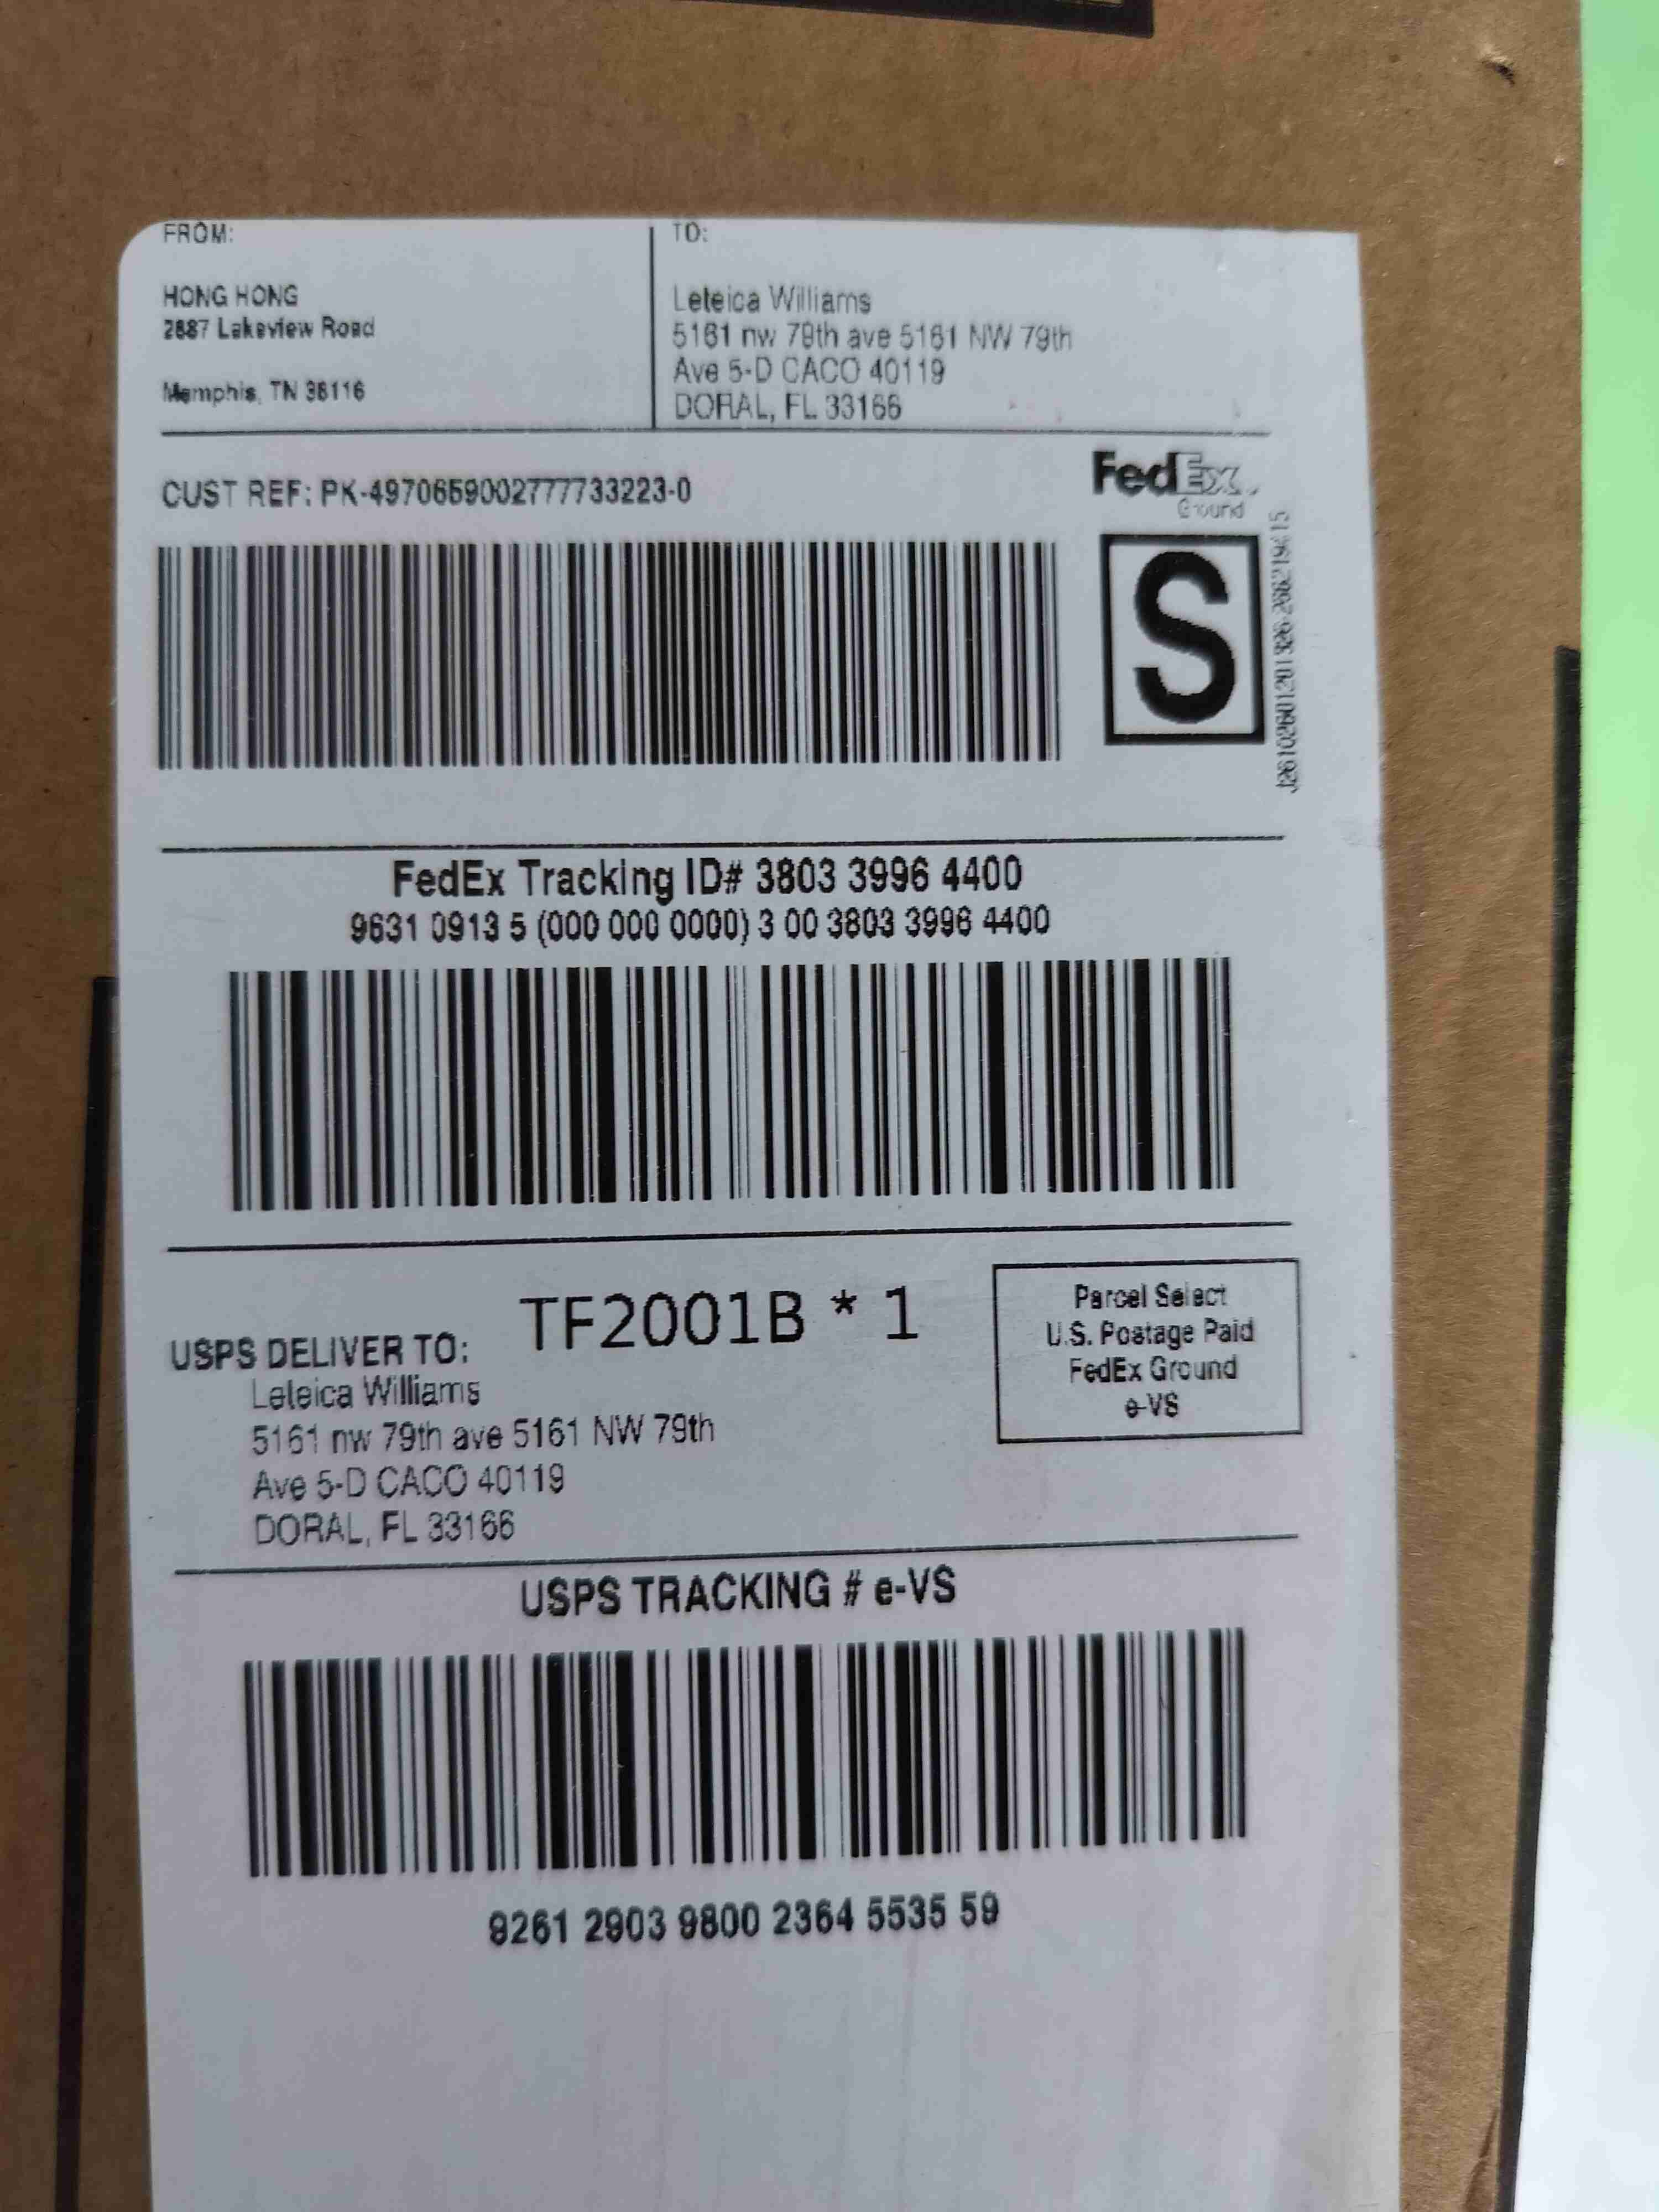 FROM:
HONG HONG
2887 Lakeview Road
Memphis, TN 38116
TO:
Leteica Williams
5161 nw 79th ave 5161 NW 79th
Ave 5-D CACO 40119
DORAL, FL 33166
CUST REF: PK-4970659002777733223-0
FedEx
Ground
S
FedEx Tracking ID# 3803 3996 4400
9631 0913 5 (000 000 0000) 3 00 3803 3996 4400
TF2001B * 1
Parcel Select
U.S. Postage Paid
FedEx Ground
e-VS
USPS DELIVER TO:
Leteica Williams
5161 nw 79th ave 5161 NW 79th
Ave 5-D CACO 40119
DORAL, FL 33166
USPS TRACKING # e-VS
9261 2903 9800 2364 5535 59